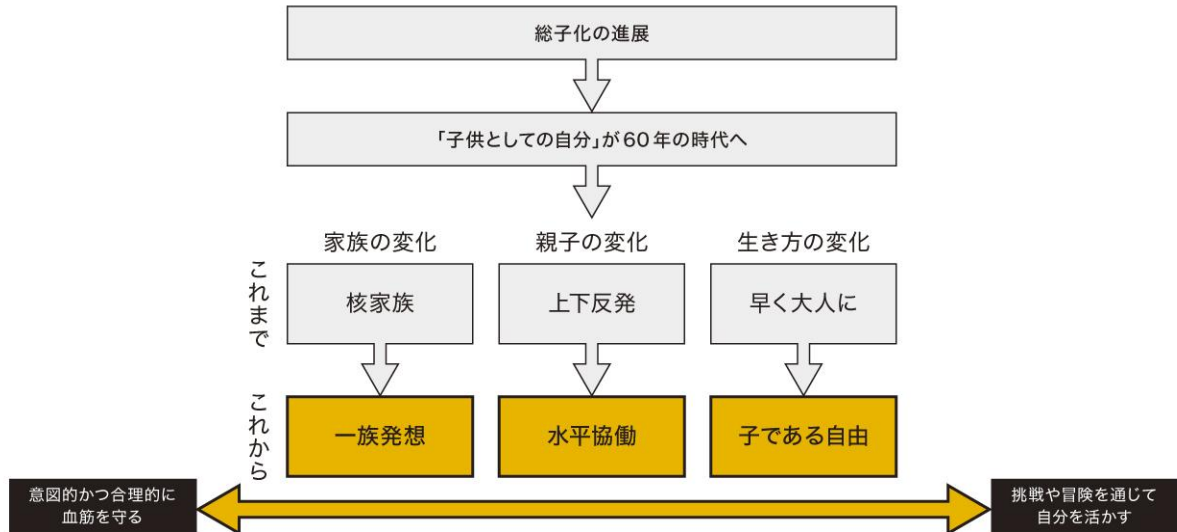 総子化の進展
「子供としての自分」が60年の時代へ
家族の変化
親子の変化
生き方の変化
これまで
核家族
上下反発
早く大人に
これから
一族発想
水平協働
子である自由
意図的かつ合理的に
血筋を守る
挑戦や冒険を通じて
自分を活かす